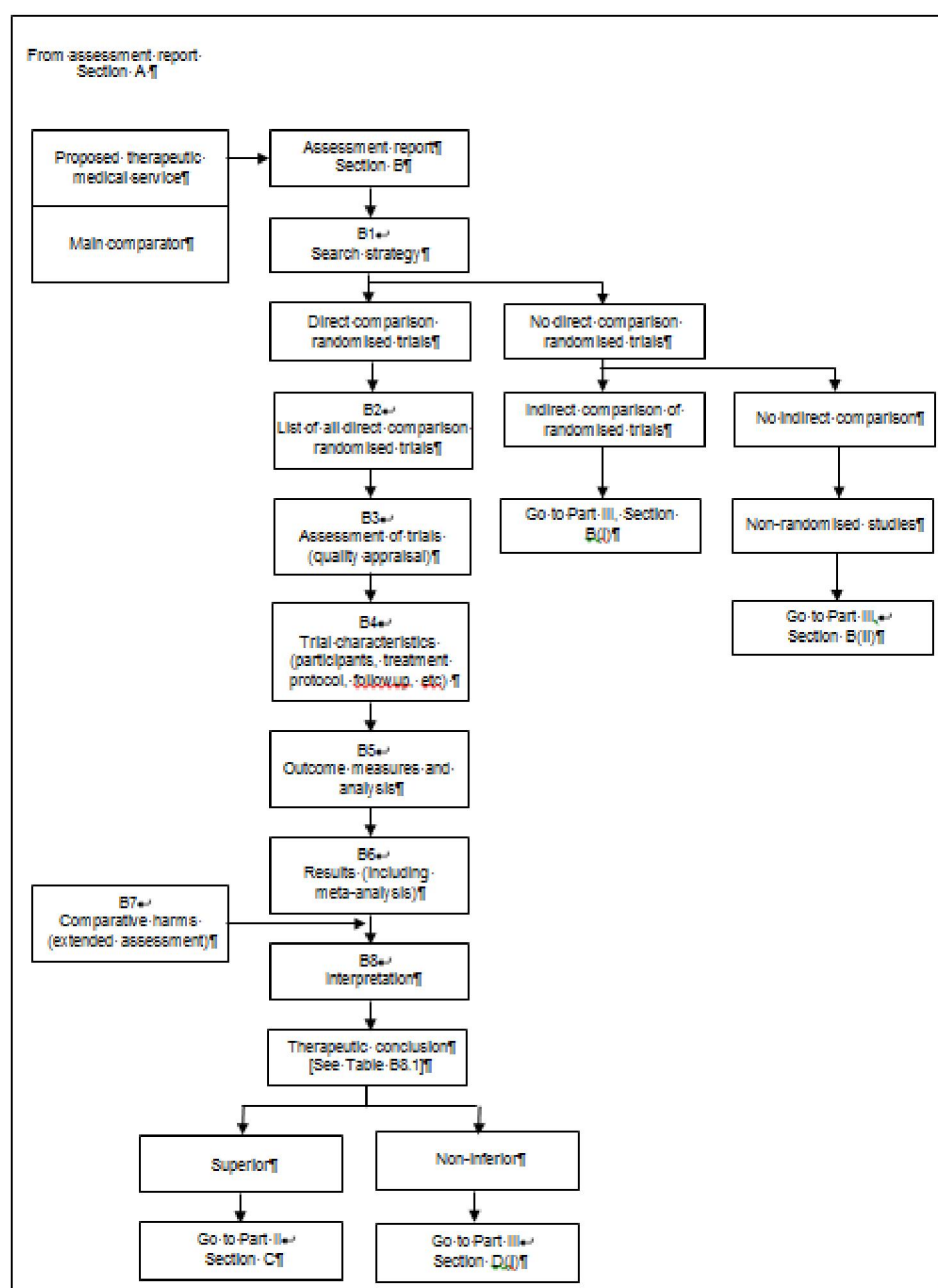 From assessment report
Section A ¶
Proposed therapeutic
medical service¶
Main comparator¶
Assessment report¶
Section B¶
B1↵
Search strategy¶
Direct comparison
randomised trials¶
No direct comparison
randomised trials¶
B2↵
List of all direct comparison
randomised trials¶
Indirect comparison of
randomised trials¶
No indirect comparison¶
B3↵
Assessment of trials
(quality appraisal)¶
Go to Part III, Section
B(I)¶
Non-randomised studies¶
B4↵
Trial characteristics
(participants, treatment
protocol, followup, etc) ¶
Go to Part III,↵
Section B(II)¶
B5↵
Outcome measures and
analysis¶
B6↵
Results (including
meta-analysis)¶
B7↵
Comparative harms
(extended assessment)¶
B8↵
Interpretation¶
Therapeutic conclusion¶
[See Table B8.1]¶
Superior¶
Non-inferior¶
Go to Part II↵
Section C¶
Go to Part III↵
Section D(I)¶